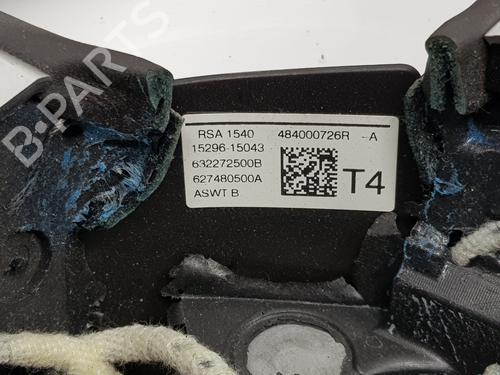 B-PARTS
RSA 1540 484000726R -A
15296-15043
632272500B
627480500A
ASWT B
T4